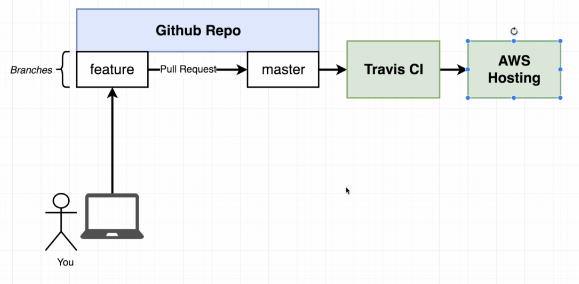 Github Repo
Branches
feature
Pull Request
master
Travis CI
AWS
Hosting
You